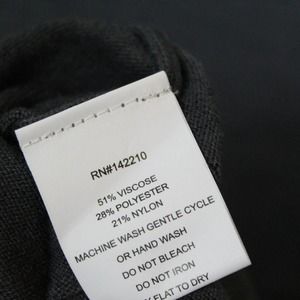 RN#142210
51% VISCOSE
28% POLYESTER
21% NYLON
MACHINE WASH GENTLE CYCLE
OR HAND WASH
DO NOT BLEACH
DO NOT IRON
FLAT TO DRY